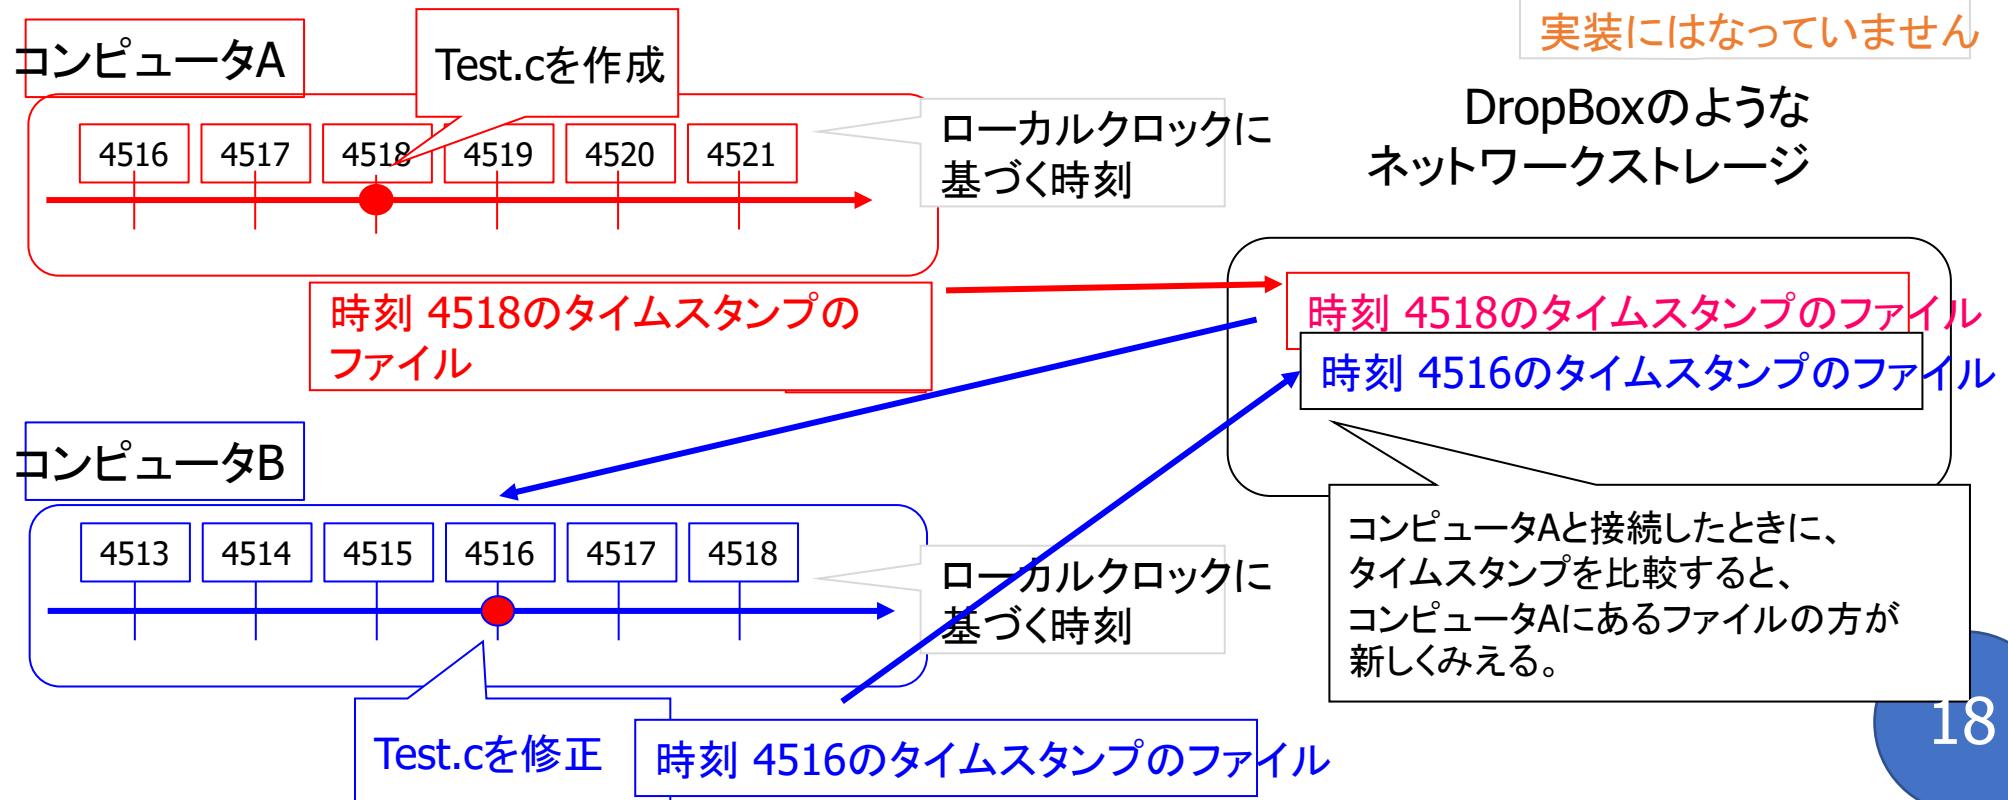 実装にはなっていません
コンピュータA
Test.cを作成
4516 4517 4518 4519 4520 4521
ローカルクロックに
基づく時刻
DropBoxのような
ネットワークストレージ
時刻 4518のタイムスタンプの
ファイル
時刻 4518のタイムスタンプのファイル
時刻 4516のタイムスタンプのファイル
コンピュータB
4513 4514 4515 4516 4517 4518
ローカルクロックに
基づく時刻
コンピュータAと接続したときに、
タイムスタンプを比較すると、
コンピュータAにあるファイルの方が
新しくみえる。
Test.cを修正
時刻 4516のタイムスタンプのファイル
18